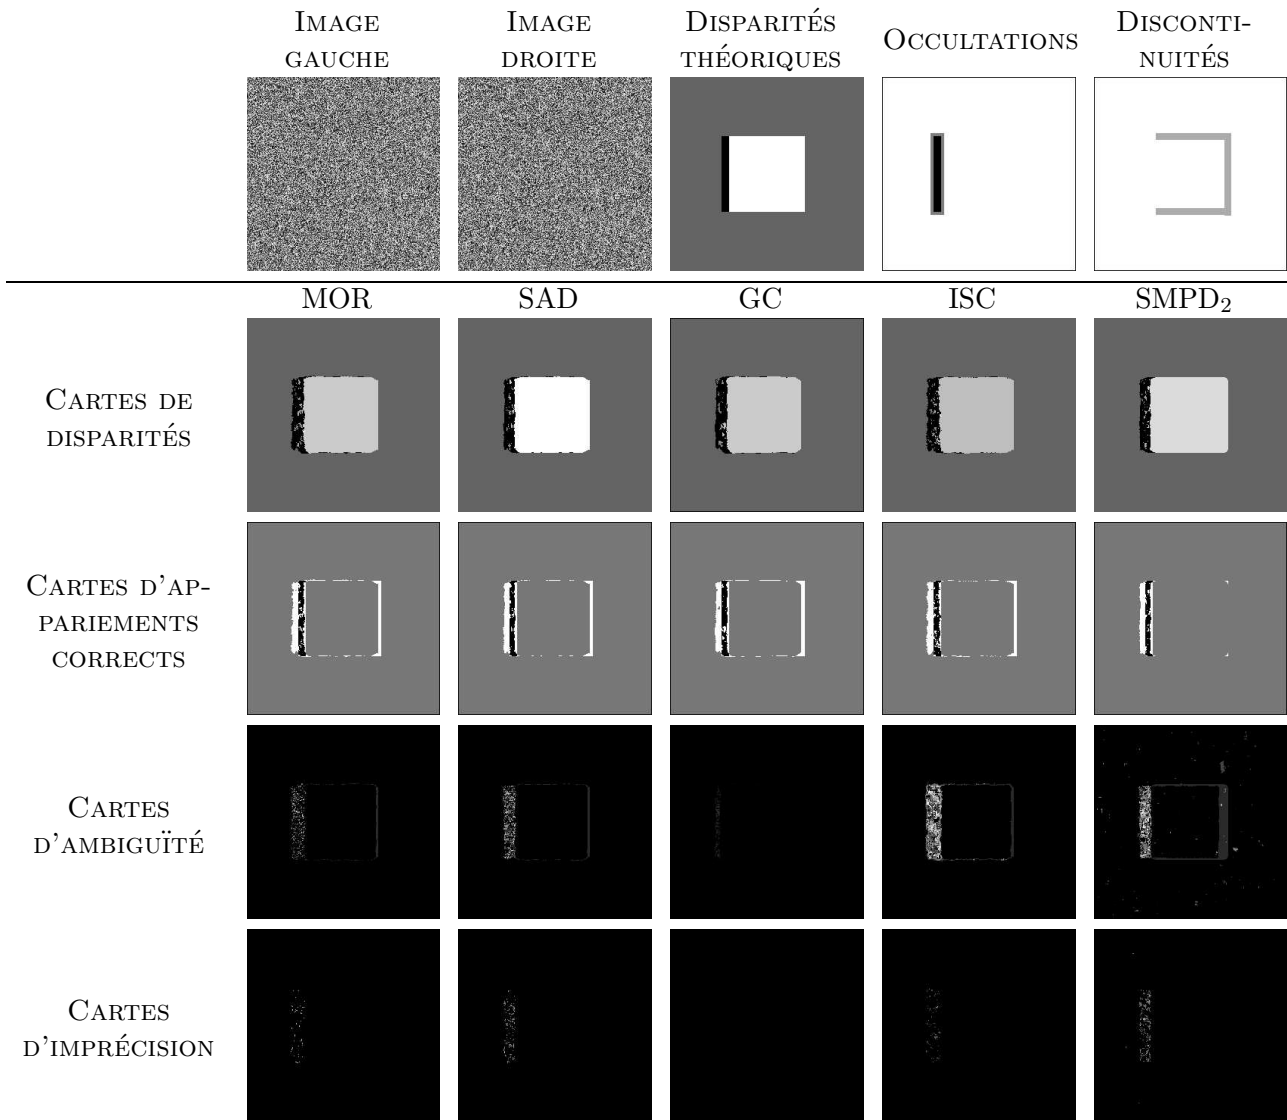 IMAGE
GAUCHE
IMAGE
DROITE
DISPARITÉS
THÉORIQUES
OCCULTATIONS
DISCONTI-
NUITÉS
MOR SAD GC ISC SMPD₂
CARTES DE
DISPARITÉS
CARTES D'AP-
PARIEMENTS
CORRECTS
CARTES
D'AMBIGUÏTÉ
CARTES
D'IMPRÉCISION